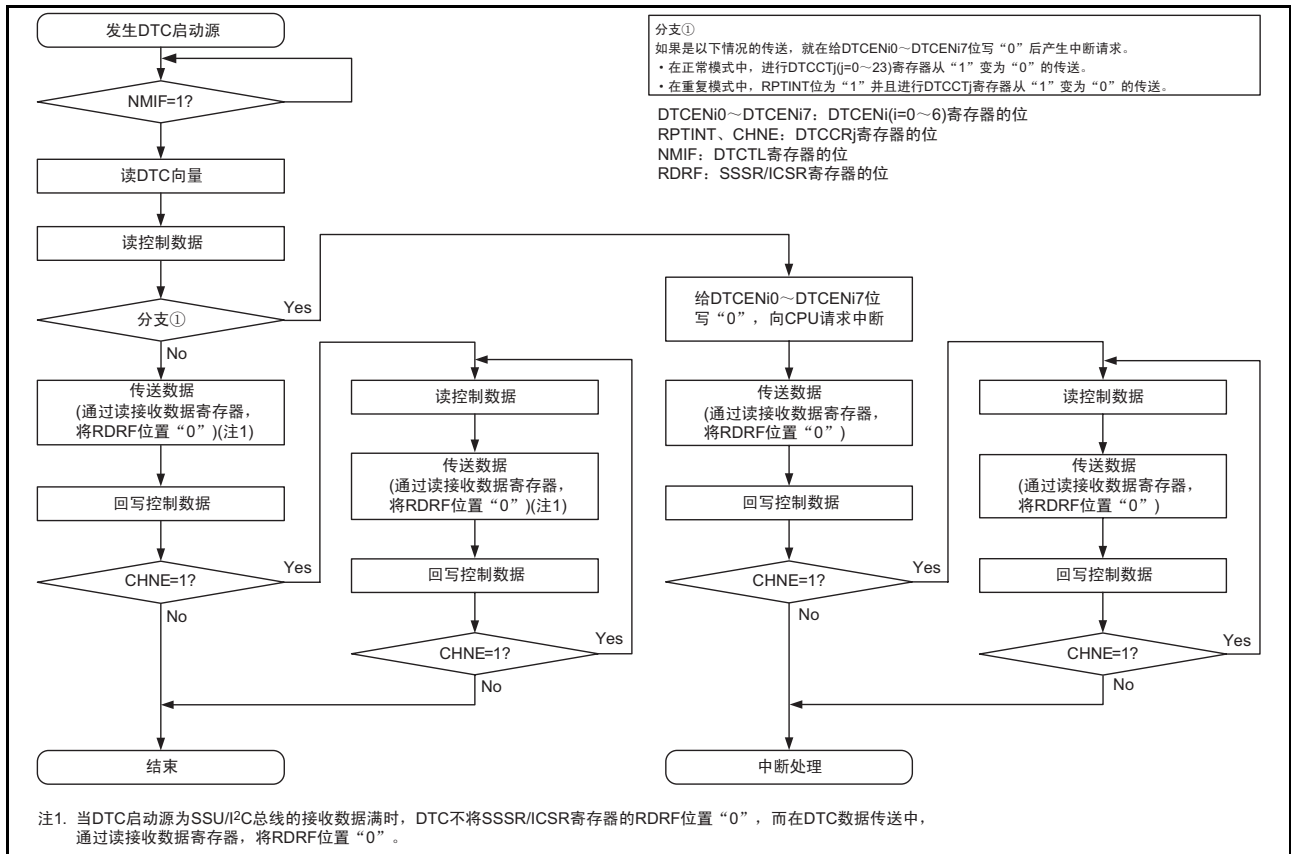 发生DTC启动源
NMIF=1?
读DTC向量
读控制数据
分支①
Yes
No
传送数据
(通过读接收数据寄存器，
将RDRF位置“0”)(注1)
回写控制数据
CHNE=1?
Yes
No
结束
读控制数据
传送数据
(通过读接收数据寄存器，
将RDRF位置“0”)(注1)
回写控制数据
CHNE=1?
Yes
No
分支①
如果是以下情况的传送，就在给DTCENi0～DTCENi7位写“0”后产生中断请求。
・在正常模式中，进行DTCCTj(j=0～23)寄存器从“1”变为“0”的传送。
・在重复模式中，RPTINT位为“1”并且进行DTCCTj寄存器从“1”变为“0”的传送。
DTCENi0～DTCENi7：DTCENi(i=0～6)寄存器的位
RPTINT、CHNE：DTCCRj寄存器的位
NMIF：DTCTL寄存器的位
RDRF：SSSR/ICSR寄存器的位
给DTCENi0～DTCENi7位
写“0”，向CPU请求中断
传送数据
(通过读接收数据寄存器，
将RDRF位置“0”)
回写控制数据
CHNE=1?
Yes
No
中断处理
读控制数据
传送数据
(通过读接收数据寄存器，
将RDRF位置“0”)
回写控制数据
CHNE=1?
Yes
No
注1. 当DTC启动源为SSU/I²C总线的接收数据满时，DTC不将SSSR/ICSR寄存器的RDRF位置“0”，而在DTC数据传送中，
通过读接收数据寄存器，将RDRF位置“0”。